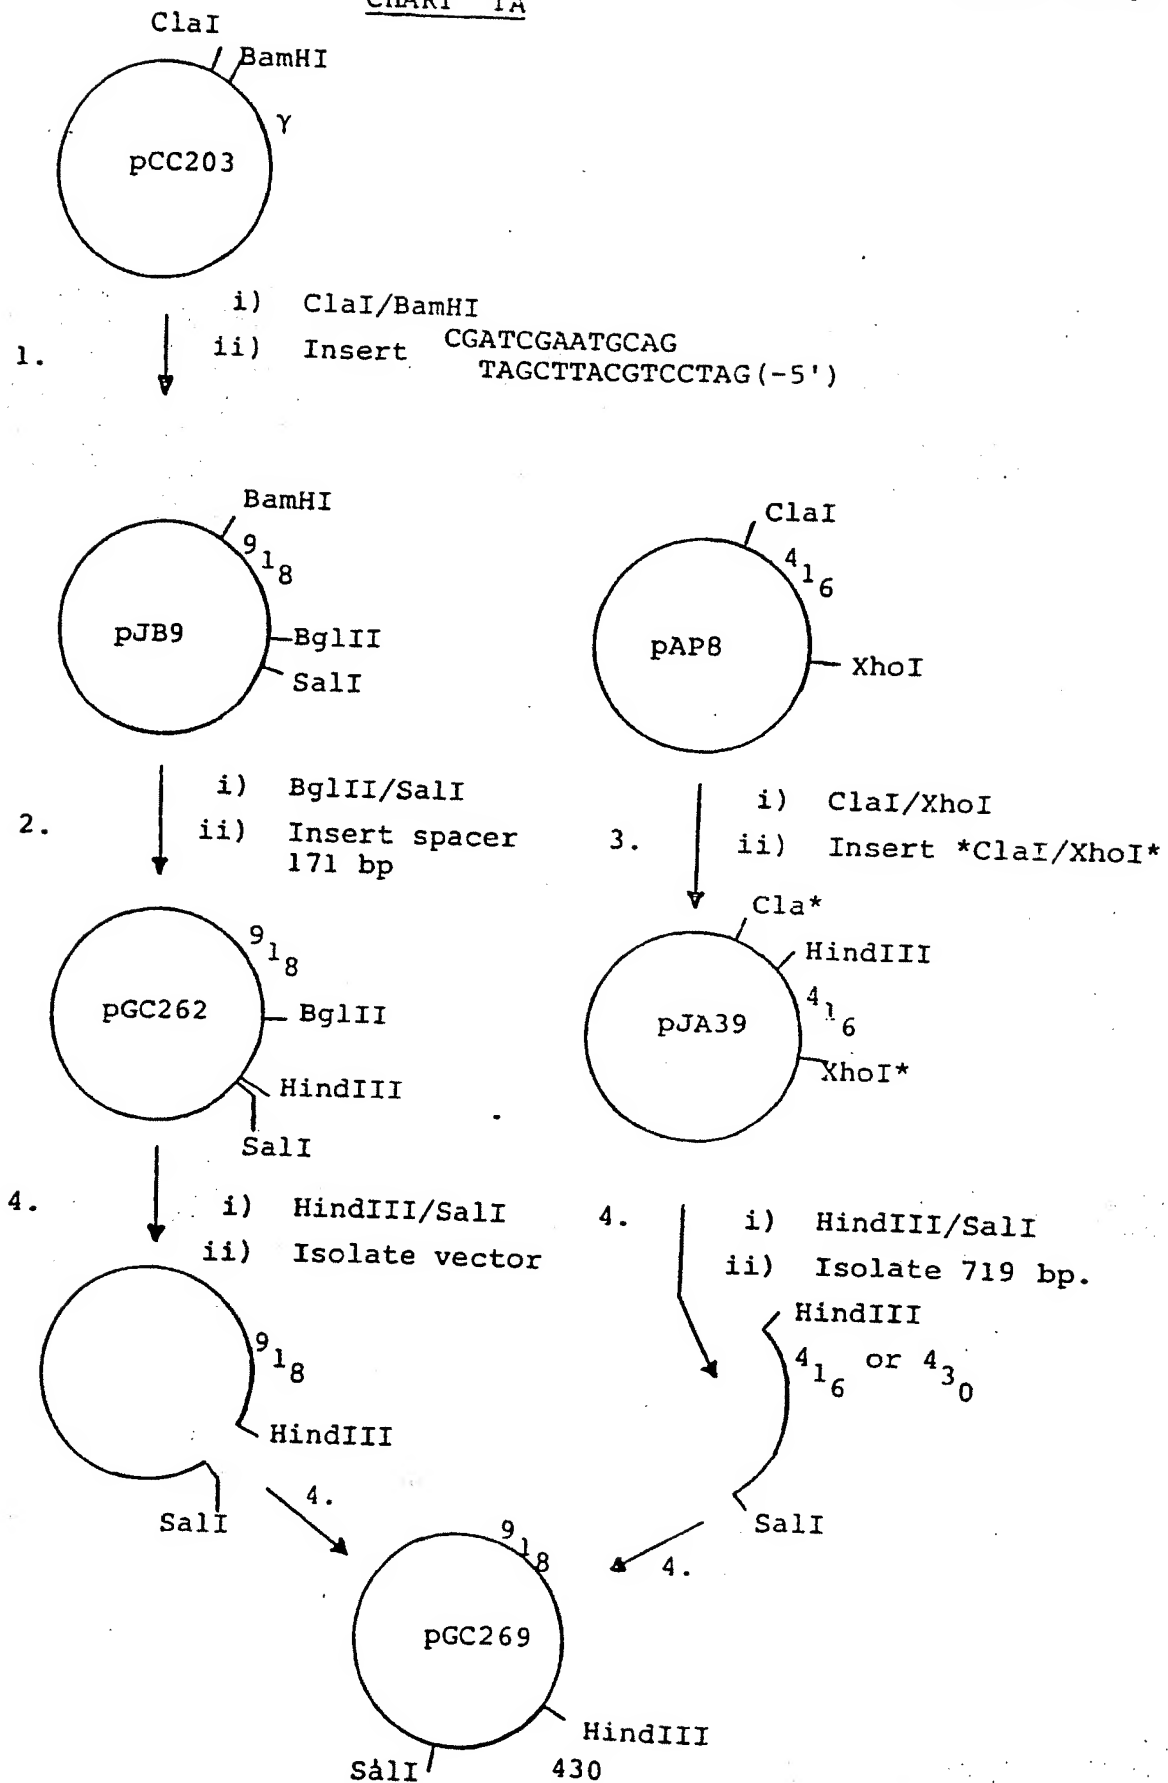 CHART IA
ClaI
BamHI
γ
pCC203
1.
i) ClaI/BamHI
ii) Insert CGATCGAATGCAG
TAGCTTACGTCCTAG(-5')
BamHI
918
pJB9
BglII
SalI
ClaI
416
pAP8
XhoI
2.
i) BglII/SalI
ii) Insert spacer
171 bp
3.
i) ClaI/XhoI
ii) Insert *ClaI/XhoI*
918
pGC262
BglII
HindIII
SalI
Cla*
HindIII
416
pJA39
XhoI*
4.
i) HindIII/SalI
ii) Isolate vector
4.
i) HindIII/SalI
ii) Isolate 719 bp.
918
HindIII
SalI
HindIII
416 or 430
SalI
4.
4.
918
pGC269
HindIII
SalI
430